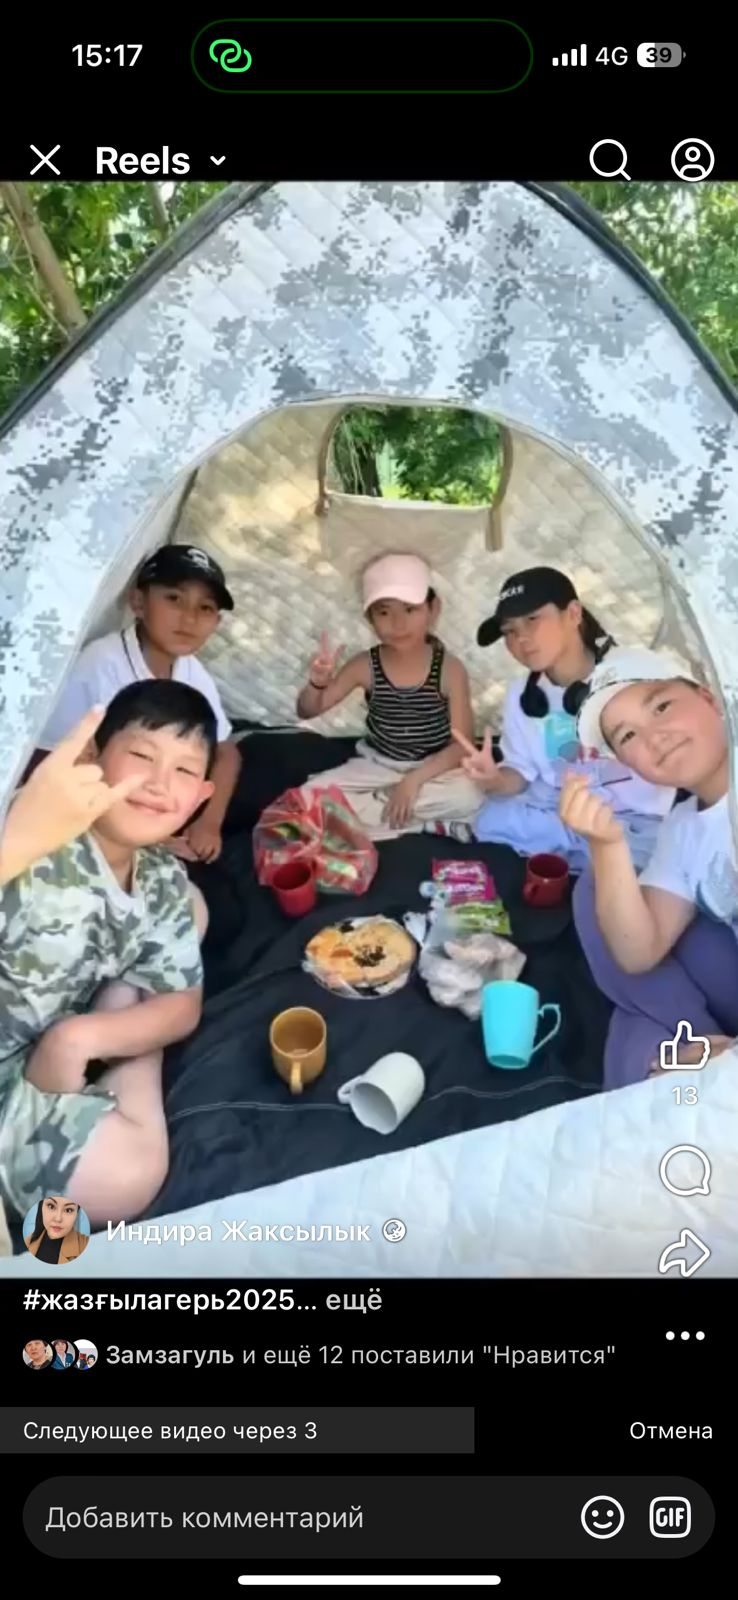 15:17
4G
39
Reels
13
Индира Жаксылык
#жазғылагерь2025... ещё
Замзагуль и ещё 12 поставили "Нравится"
Следующее видео через 3
Отмена
Добавить комментарий
GIF